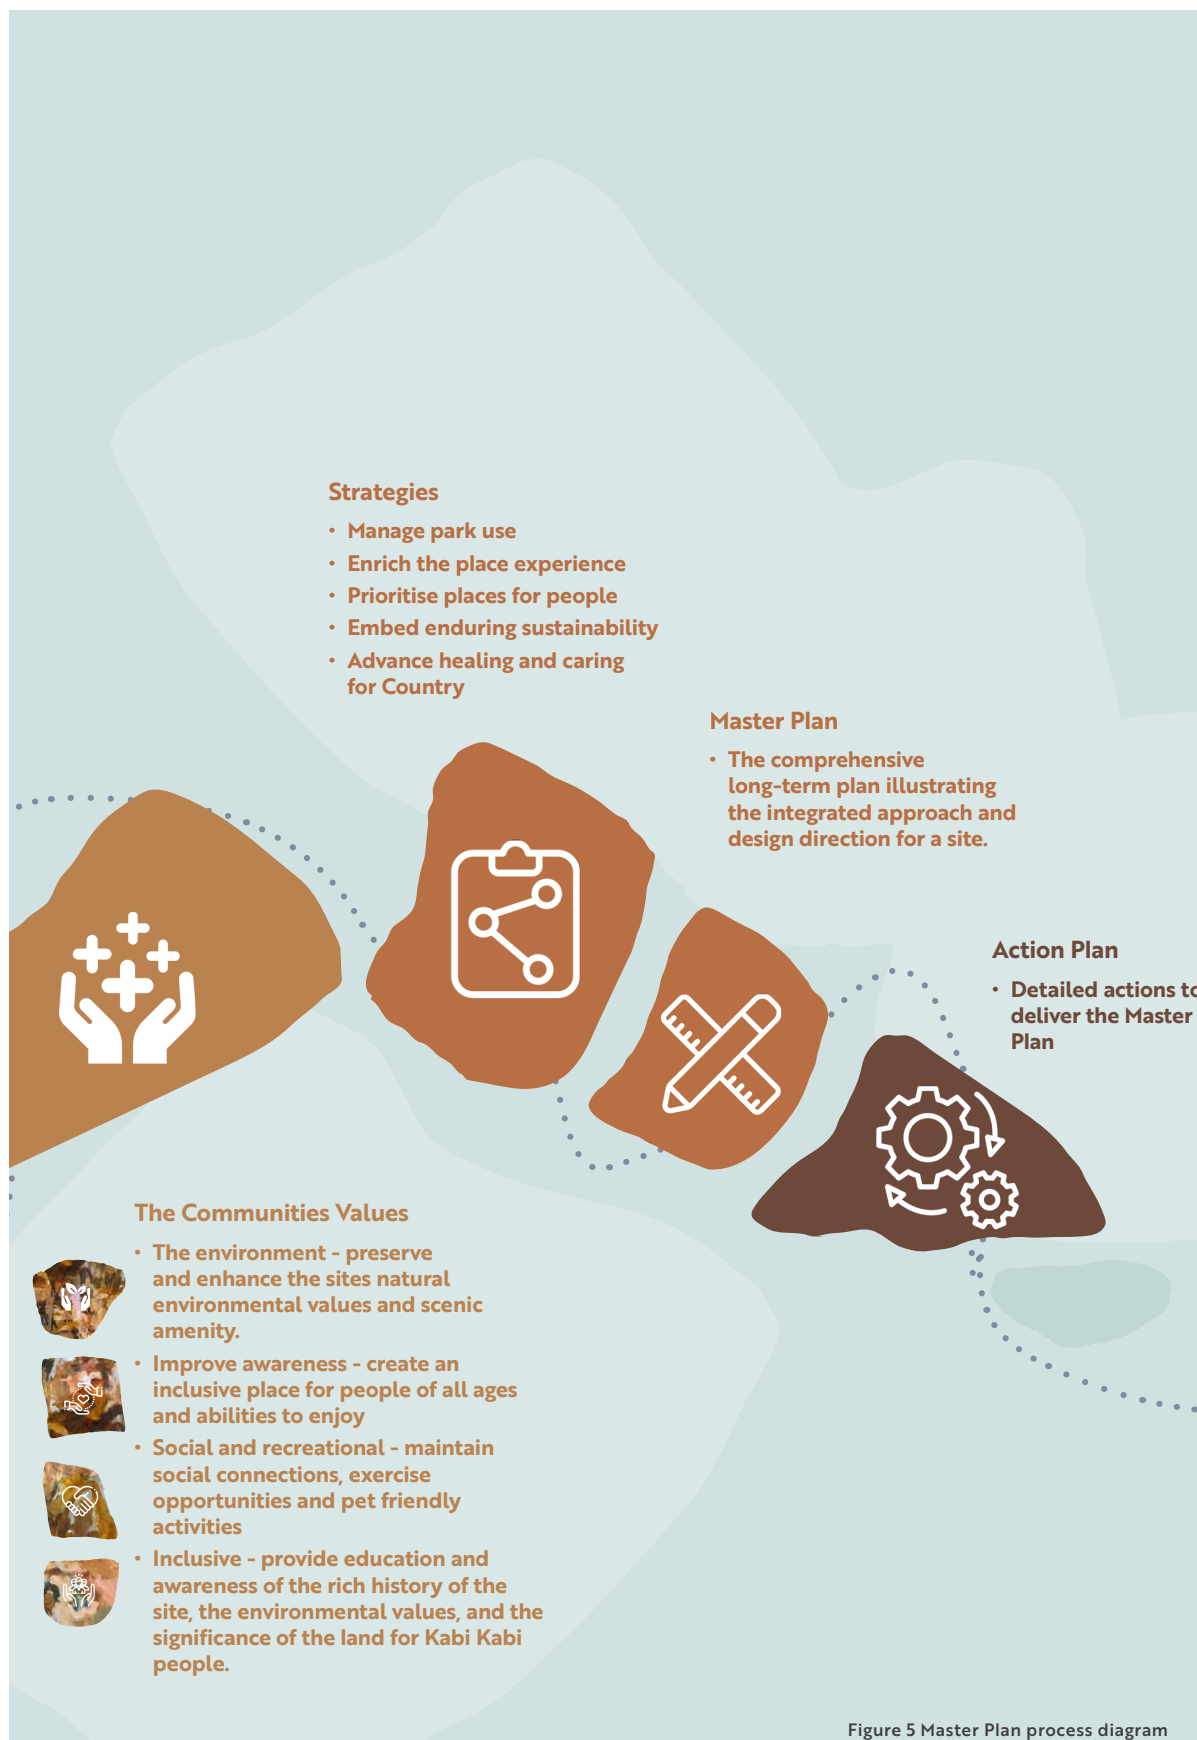 Strategies
• Manage park use
• Enrich the place experience
• Prioritise places for people
• Embed enduring sustainability
• Advance healing and caring
for Country
Master Plan
• The comprehensive
long-term plan illustrating
the integrated approach and
design direction for a site.
Action Plan
• Detailed actions to
deliver the Master
Plan
The Communities Values
• The environment - preserve
and enhance the sites natural
environmental values and scenic
amenity.
• Improve awareness - create an
inclusive place for people of all ages
and abilities to enjoy
• Social and recreational - maintain
social connections, exercise
opportunities and pet friendly
activities
• Inclusive - provide education and
awareness of the rich history of the
site, the environmental values, and the
significance of the land for Kabi Kabi
people.
Figure 5 Master Plan process diagram